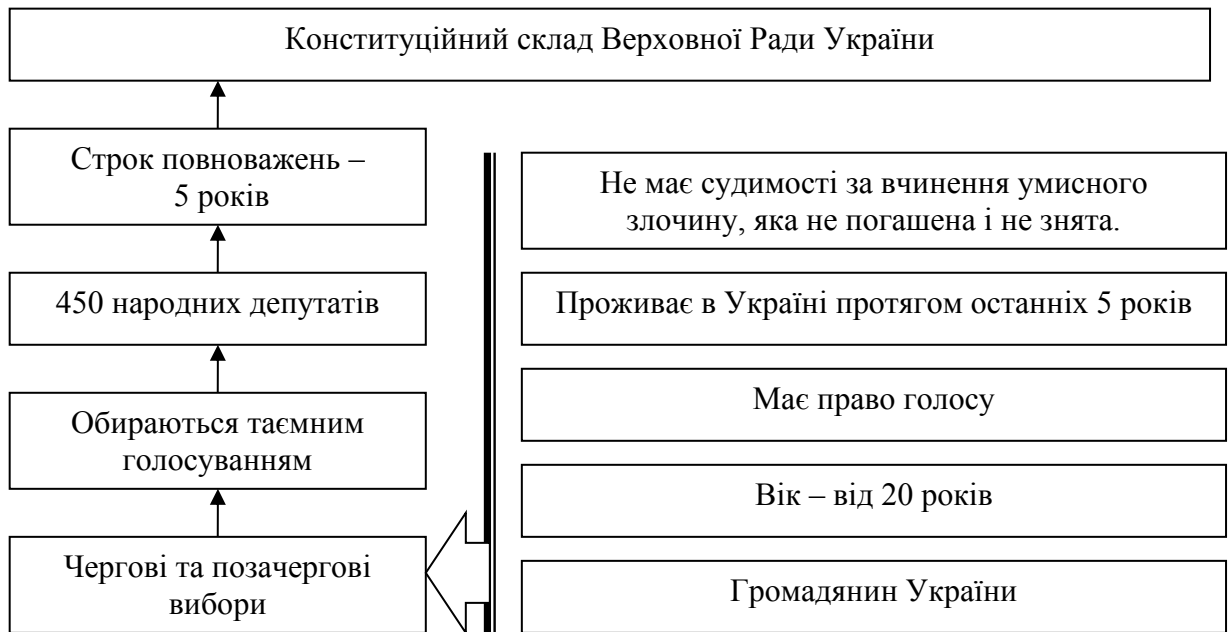 Конституційний склад Верховної Ради України
Строк повноважень –
5 років
450 народних депутатів
Обираються таємним
голосуванням
Чергові та позачергові
вибори
Не має судимості за вчинення умисного
злочину, яка не погашена і не знята.
Проживає в Україні протягом останніх 5 років
Має право голосу
Вік – від 20 років
Громадянин України